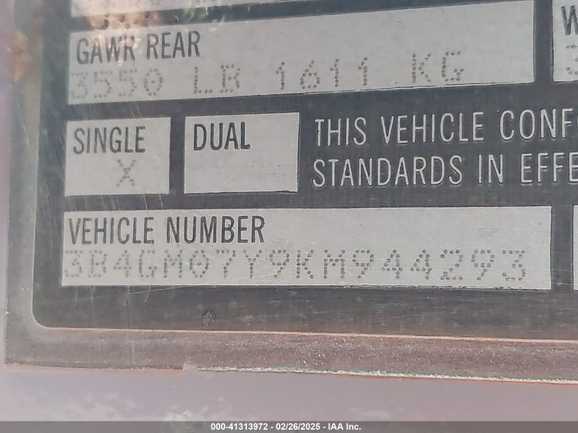 GAWR REAR
3550 LB 1611 KG
SINGLE
X
DUAL
THIS VEHICLE CONF
STANDARDS IN EFFE
VEHICLE NUMBER
3B4GM07Y9KM944293
000-41313972 / 02/26/2025 - IAA Inc.